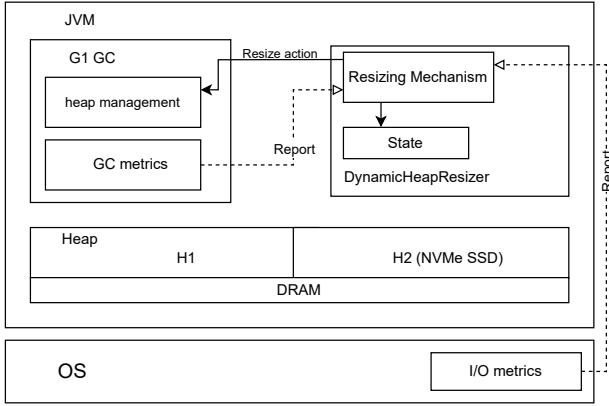 JVM
G1 GC
Resize action
Resizing Mechanism
heap management
Report
State
GC metrics
DynamicHeapResizer
Report
Heap
H1
H2 (NVMe SSD)
DRAM
OS
I/O metrics